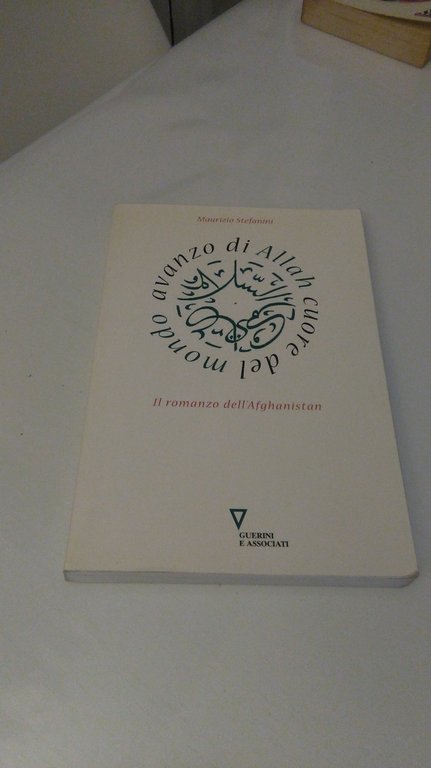 Maurizio Stefanini
avanzo di Allah cuore del mondo
Il romanzo dell'Afghanistan
GUERINI
E ASSOCIATI